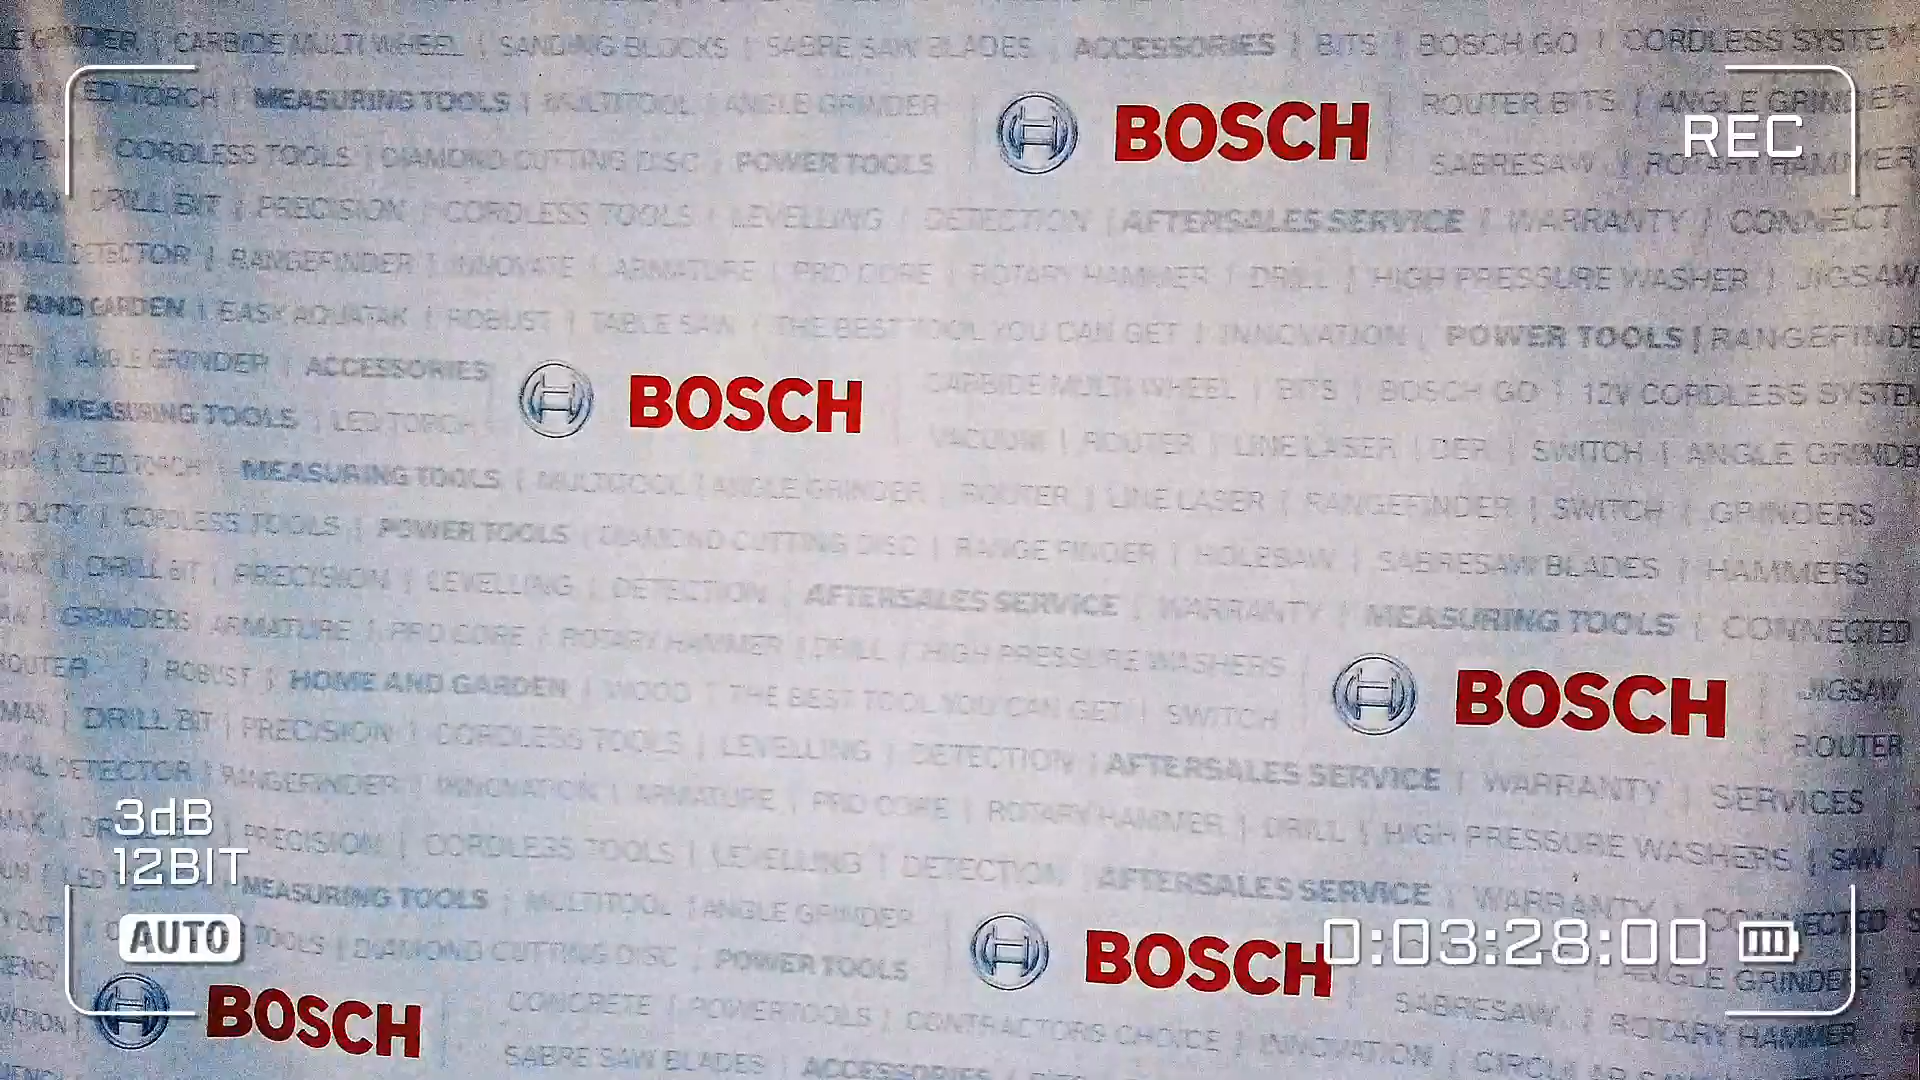 CARBIDE MULTI WHEEL | SANDING BLOCKS | SABRE SAW BLADES | ACCESSORIES | BITS | BOSCH GO | CORDLESS SYSTEM
LED TORCH | MEASURING TOOLS | MULTITOOL | ANGLE GRINDER
BOSCH
ROUTER BITS | ANGLE GRINDER
REC
CORDLESS TOOLS | DIAMOND CUTTING DISC | POWER TOOLS
SABRESAW | ROTARY HAMMER
DRILL BIT | PRECISION | CORDLESS TOOLS | LEVELLING | DETECTION | AFTERSALES SERVICE | WARRANTY | CONNECT
DETECTOR | RANGEFINDER | INNOVATE | ARMATURE | PRO CORE | ROTARY HAMMER | DRILL | HIGH PRESSURE WASHER | JIGSAW
AND GARDEN | EASY AQUATAK | ROBUST | TABLE SAW | THE BEST TOOL YOU CAN GET | INNOVATION | POWER TOOLS | RANGEFINDE
ANGLE GRINDER | ACCESSORIES
BOSCH
CARBIDE MULTI WHEEL | BITS | BOSCH GO | 12V CORDLESS SYSTEM
MEASURING TOOLS | LED TORCH
VACUUM | ROUTER | LINE LASER | DER | SWITCH | ANGLE GRINDE
LED TORCH | MEASURING TOOLS | MULTITOOL | ANGLE GRINDER | ROUTER | LINE LASER | RANGEFINDER | SWITCH | GRINDERS
DUTY | CORDLESS TOOLS | POWER TOOLS | DIAMOND CUTTING DISC | RANGE FINDER | HOLESAW | SABRESAW BLADES | HAMMERS
DRILL BIT | PRECISION | LEVELLING | DETECTION | AFTERSALES SERVICE | WARRANTY | MEASURING TOOLS | CONNECTED
GRINDERS | ARMATURE | PRO CORE | ROTARY HAMMER | DRILL | HIGH PRESSURE WASHERS
BOSCH
JIGSAW
ROUTER | ROBUST | HOME AND GARDEN | WOOD | THE BEST TOOL YOU CAN GET | SWITCH
ROUTER
MAX | DRILL BIT | PRECISION | CORDLESS TOOLS | LEVELLING | DETECTION | AFTERSALES SERVICE | WARRANTY | SERVICES
DETECTOR | RANGEFINDER | INNOVATION | ARMATURE | PRO CORE | ROTARY HAMMER | DRILL | HIGH PRESSURE WASHERS | SAW
3dB
PRECISION | CORDLESS TOOLS | LEVELLING | DETECTION | AFTERSALES SERVICE | WARRANTY
12BIT
LED | MEASURING TOOLS | MULTITOOL | ANGLE GRINDER
BOSCH
0:03:28:00
AUTO
TOOLS | DIAMOND CUTTING DISC | POWER TOOLS
ANGLE GRINDERS
BOSCH
CONCRETE | POWERTOOLS | CONTRACTORS CHOICE | INNOVATION
SABRESAW | ROTARY HAMMER
SABRE SAW BLADES | ACCESSORIES